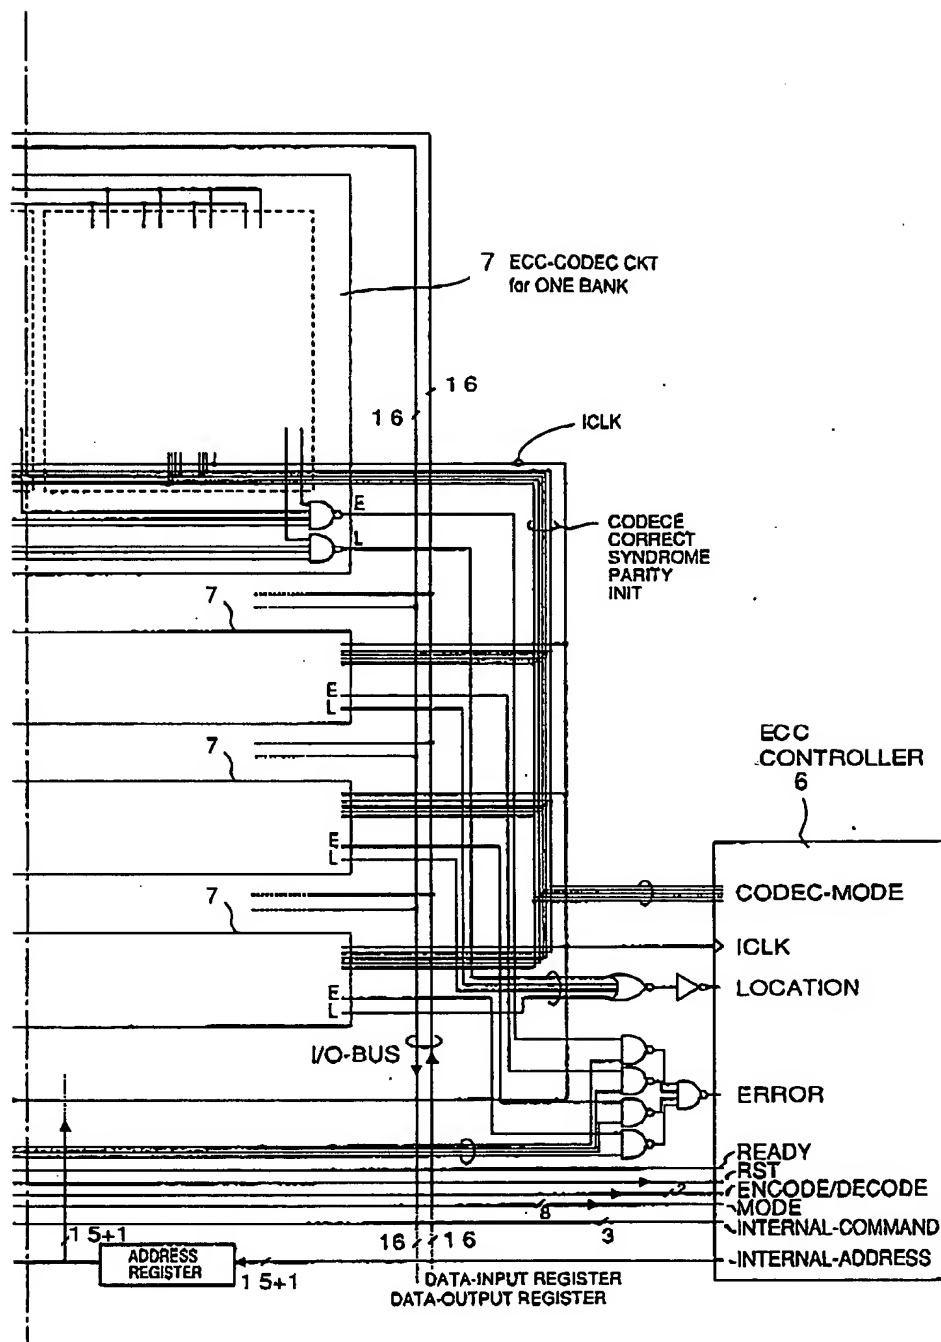 7 ECC-CODEC CKT
for ONE BANK
16
16
ICLK
E
L
CODECE
CORRECT
SYNDROME
PARITY
INIT
7
E
L
7
E
L
ECC
CONTROLLER
6
7
CODEC-MODE
ICLK
E
L
LOCATION
I/O-BUS
ERROR
READY
RST
2
ENCODE/DECODE
8
MODE
3
INTERNAL-COMMAND
15+1
16
16
ADDRESS
REGISTER
15+1
INTERNAL-ADDRESS
DATA-INPUT REGISTER
DATA-OUTPUT REGISTER